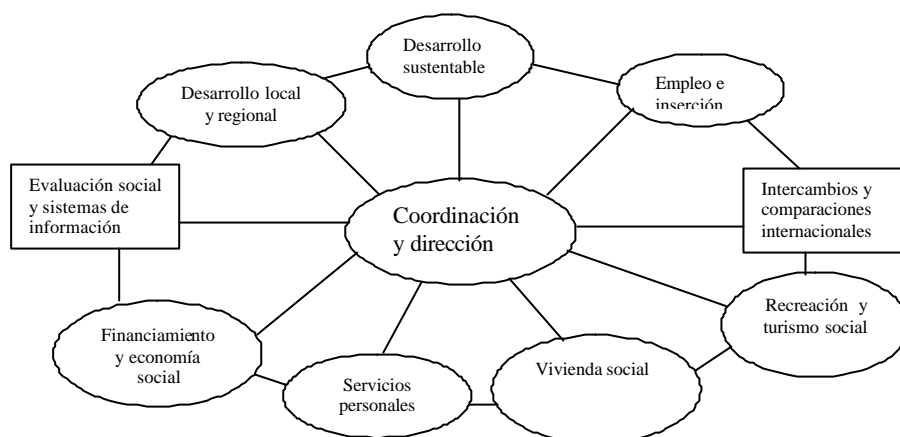 Desarrollo
sustentable
Empleo e
inserción
Desarrollo local
y regional
Evaluación social
y sistemas de
información
Coordinación
y dirección
Intercambios y
comparaciones
internacionales
Financiamiento
y economía
social
Servicios
personales
Vivienda social
Recreación y
turismo social